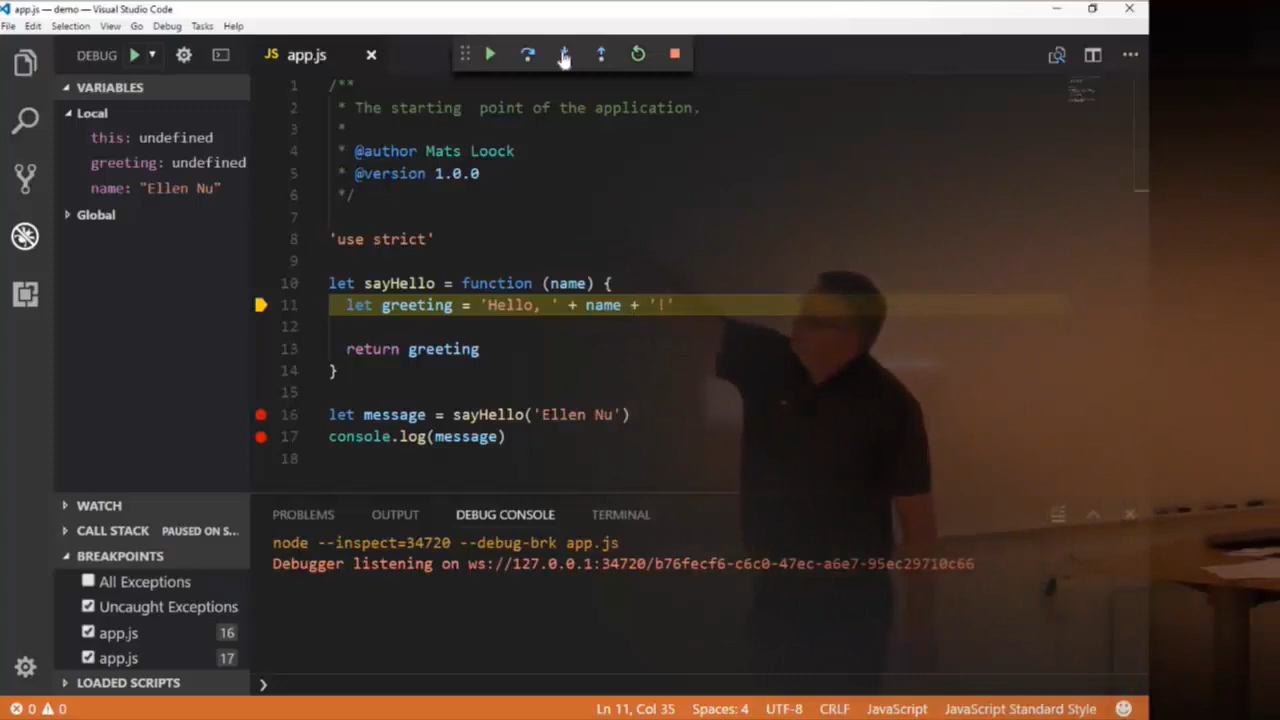 app.js — demo — Visual Studio Code
File Edit Selection View Go Debug Tasks Help
DEBUG
JS app.js
VARIABLES
Local
this: undefined
greeting: undefined
name: "Ellen Nu"
Global
1 /**
2 * The starting  point of the application.
3 *
4 * @author Mats Loock
5 * @version 1.0.0
6 */
7
8 'use strict'
9
10 let sayHello = function (name) {
11 let greeting = 'Hello, ' + name + '!'
12
13 return greeting
14 }
15
16 let message = sayHello('Ellen Nu')
17 console.log(message)
18
WATCH
CALL STACK PAUSED ON S...
BREAKPOINTS
All Exceptions
Uncaught Exceptions
app.js 16
app.js 17
LOADED SCRIPTS
PROBLEMS OUTPUT DEBUG CONSOLE TERMINAL
node --inspect=34720 --debug-brk app.js
Debugger listening on ws://127.0.0.1:34720/b76fecf6-c6c0-47ec-a6e7-95ec29710c66
0 0 Ln 11, Col 35 Spaces: 4 UTF-8 CRLF JavaScript JavaScript Standard Style